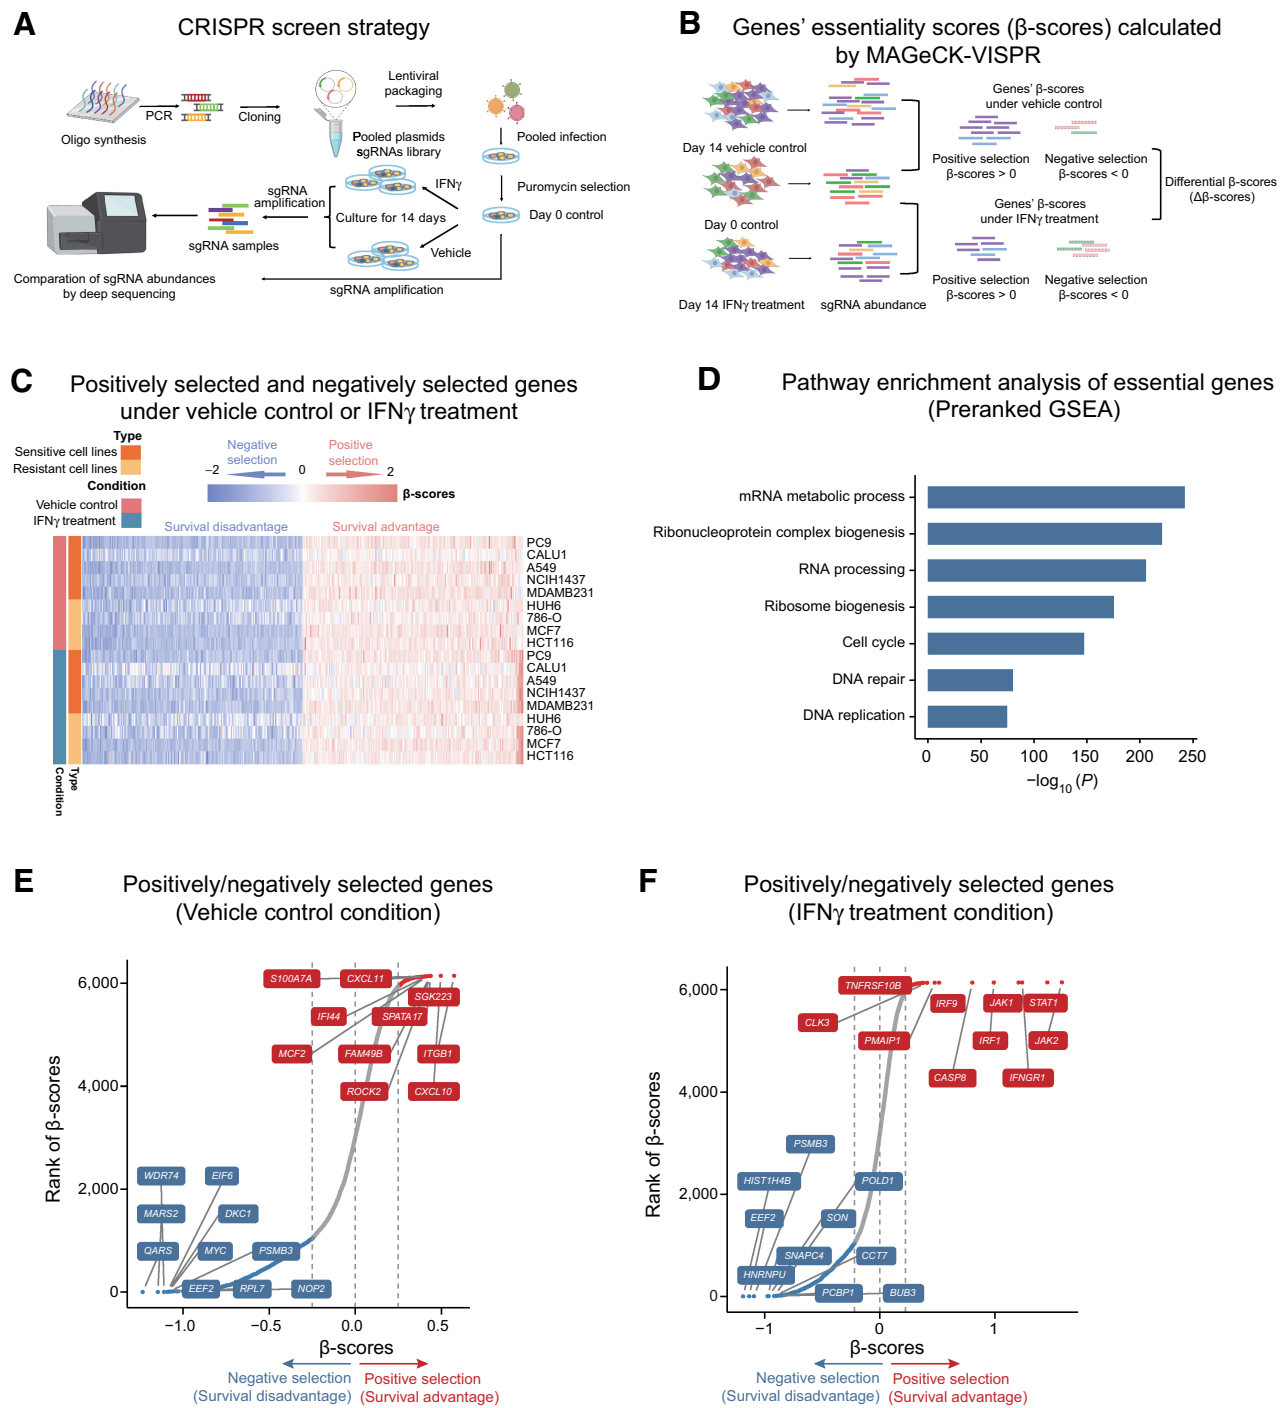 A
CRISPR screen strategy
Oligo synthesis
PCR
Cloning
Pooled plasmids
sgRNAs library
Lentiviral
packaging
Pooled infection
Puromycin selection
Day 0 control
IFNγ
Vehicle
Culture for 14 days
sgRNA
amplification
sgRNA samples
Comparation of sgRNA abundances
by deep sequencing
sgRNA amplification
B
Genes' essentiality scores (β-scores) calculated
by MAGeCK-VISPR
Day 14 vehicle control
Day 0 control
Day 14 IFNγ treatment
sgRNA abundance
Genes' β-scores
under vehicle control
Positive selection
β-scores > 0
Negative selection
β-scores < 0
Genes' β-scores
under IFNγ treatment
Positive selection
β-scores > 0
Negative selection
β-scores < 0
Differential β-scores
(Δβ-scores)
C
Positively selected and negatively selected genes
under vehicle control or IFNγ treatment
Type
Sensitive cell lines
Resistant cell lines
Condition
Vehicle control
IFNγ treatment
Negative
selection
Positive
selection
−2
0
2
β-scores
Survival disadvantage
Survival advantage
PC9
CALU1
A549
NCIH1437
MDAMB231
HUH6
786-O
MCF7
HCT116
PC9
CALU1
A549
NCIH1437
MDAMB231
HUH6
786-O
MCF7
HCT116
Condition
Type
D
Pathway enrichment analysis of essential genes
(Preranked GSEA)
mRNA metabolic process
Ribonucleoprotein complex biogenesis
RNA processing
Ribosome biogenesis
Cell cycle
DNA repair
DNA replication
0 50 100 150 200 250
−log10 (P)
E
Positively/negatively selected genes
(Vehicle control condition)
Rank of β-scores
6,000
4,000
2,000
0
S100A7A
CXCL11
SGK223
IFI44
SPATA17
MCF2
FAM49B
ITGB1
ROCK2
CXCL10
WDR74
EIF6
MARS2
DKC1
QARS
MYC
PSMB3
EEF2
RPL7
NOP2
−1.0 −0.5 0.0 0.5
β-scores
Negative selection
(Survival disadvantage)
Positive selection
(Survival advantage)
F
Positively/negatively selected genes
(IFNγ treatment condition)
Rank of β-scores
6,000
4,000
2,000
0
TNFRSF10B
IRF9
JAK1
STAT1
CLK3
PMAIP1
IRF1
JAK2
CASP8
IFNGR1
PSMB3
HIST1H4B
POLD1
EEF2
SON
SNAPC4
CCT7
HNRNPU
PCBP1
BUB3
−1 0 1
β-scores
Negative selection
(Survival disadvantage)
Positive selection
(Survival advantage)